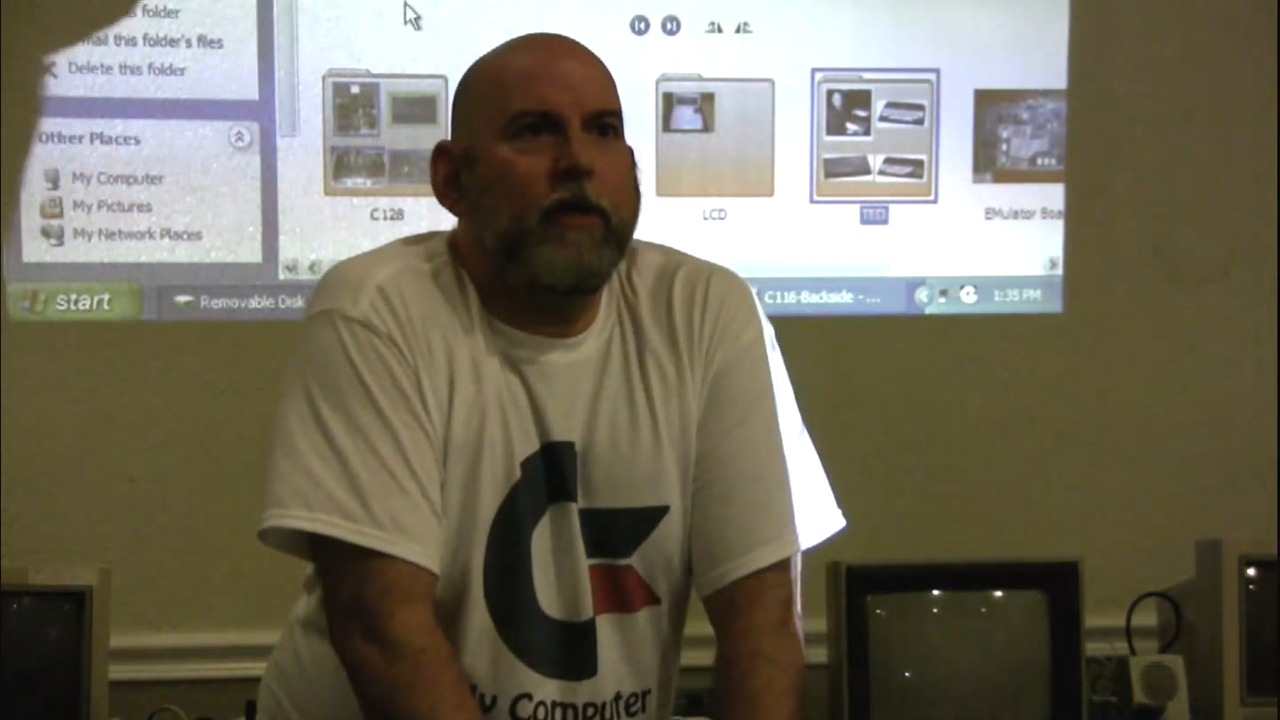 folder
this folder's files
Delete this folder
Other Places
My Computer
My Pictures
My Network Places
C128
LCD
TED
EMulator Boa
start
Removable Disk
C116-Backside - ...
1:35 PM
Computer